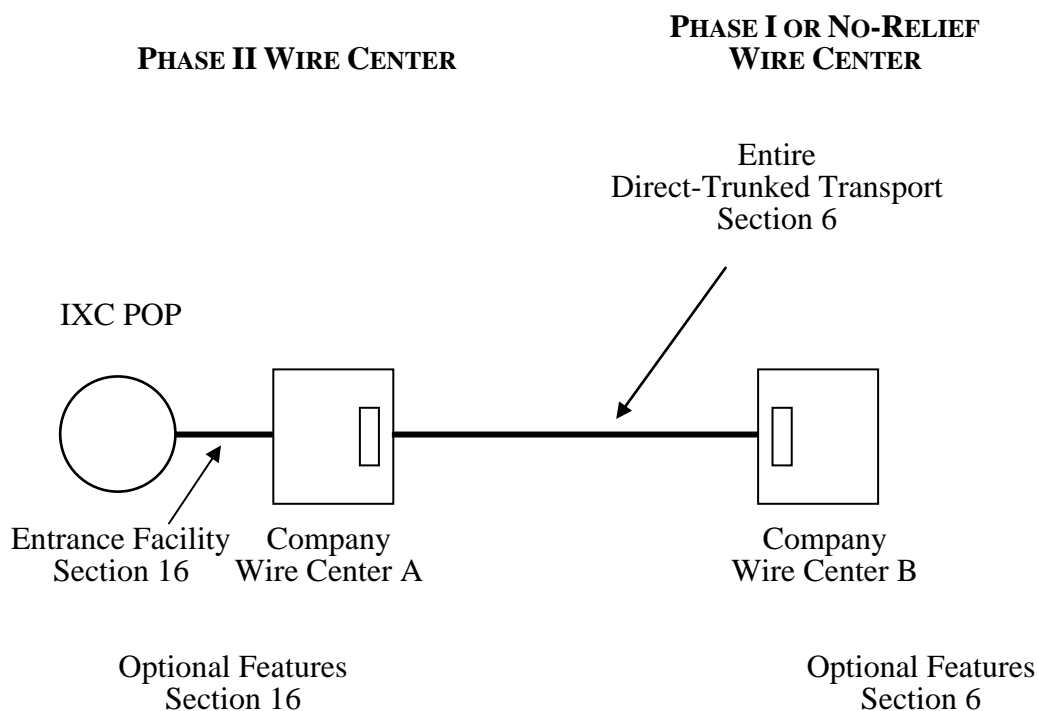 PHASE II WIRE CENTER
PHASE I OR NO-RELIEF
WIRE CENTER
Entire
Direct-Trunked Transport
Section 6
IXC POP
Entrance Facility
Section 16
Company
Wire Center A
Company
Wire Center B
Optional Features
Section 16
Optional Features
Section 6